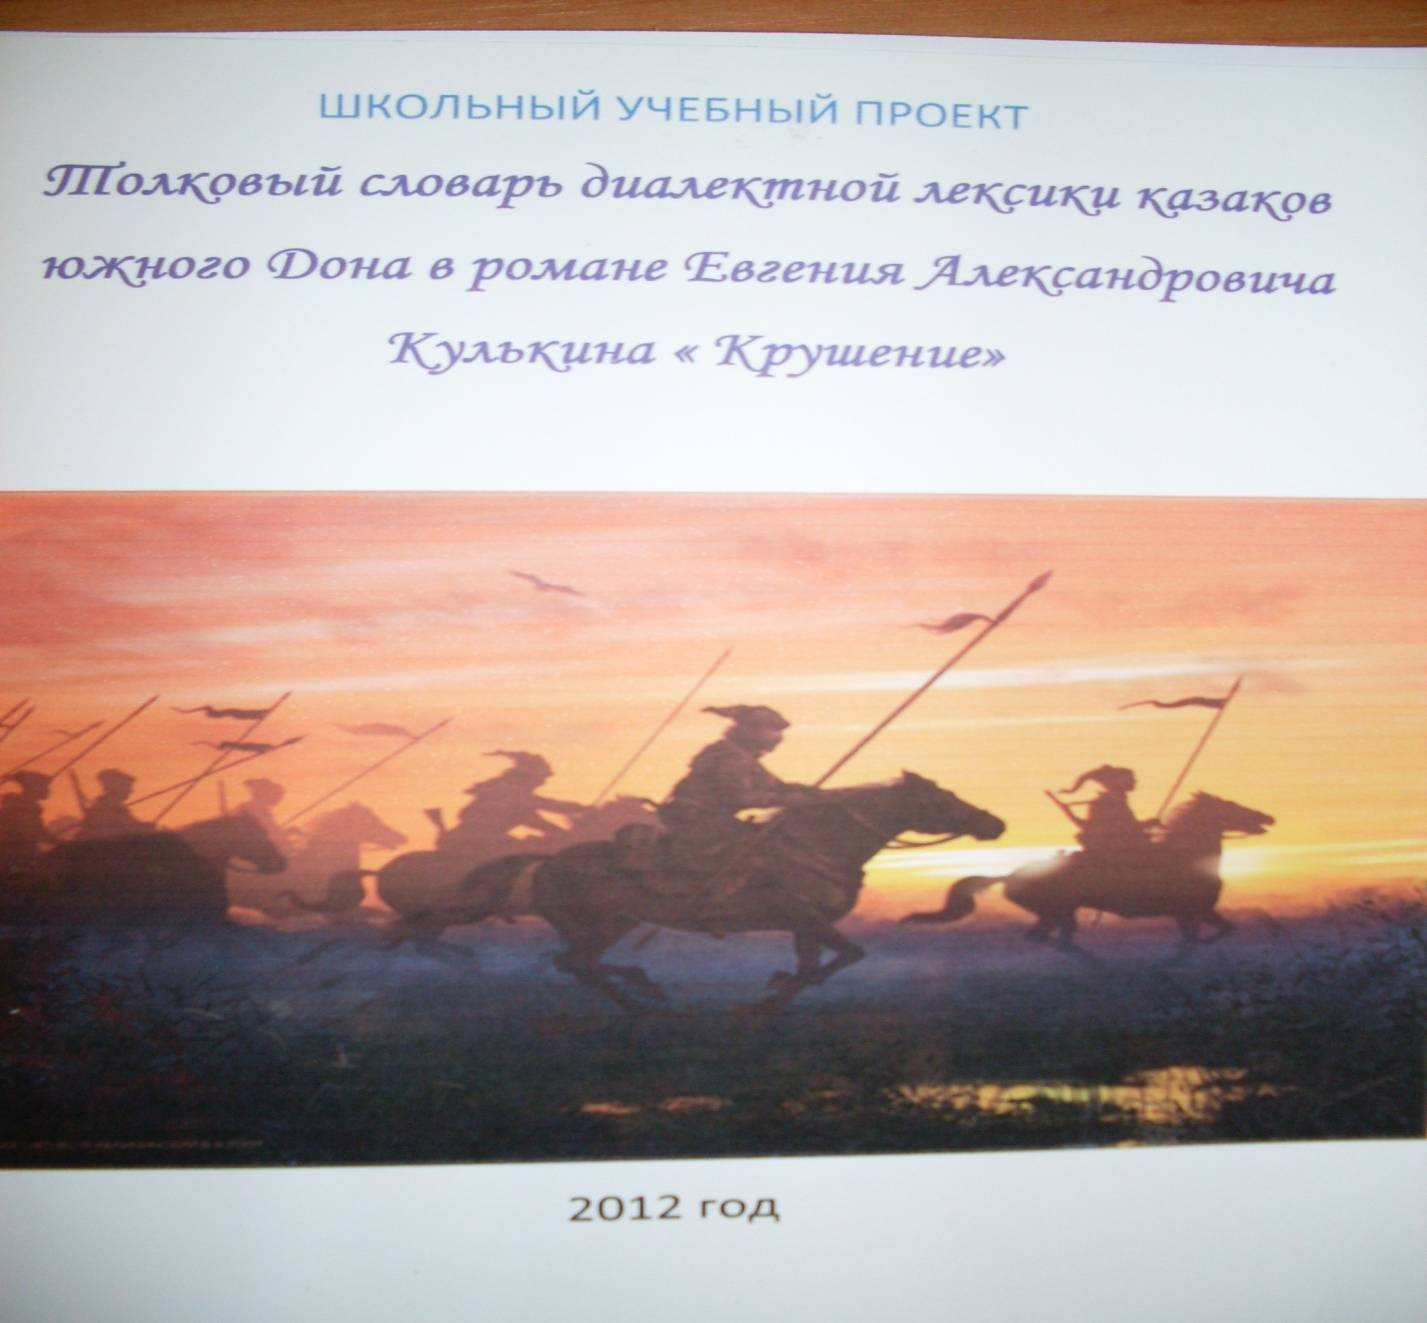 ШКОЛЬНЫЙ УЧЕБНЫЙ ПРОЕКТ
Толковый словарь диалектной лексики казаков
южного Дона в романе Евгения Александровича
Кулькина « Крушение»
2012 год